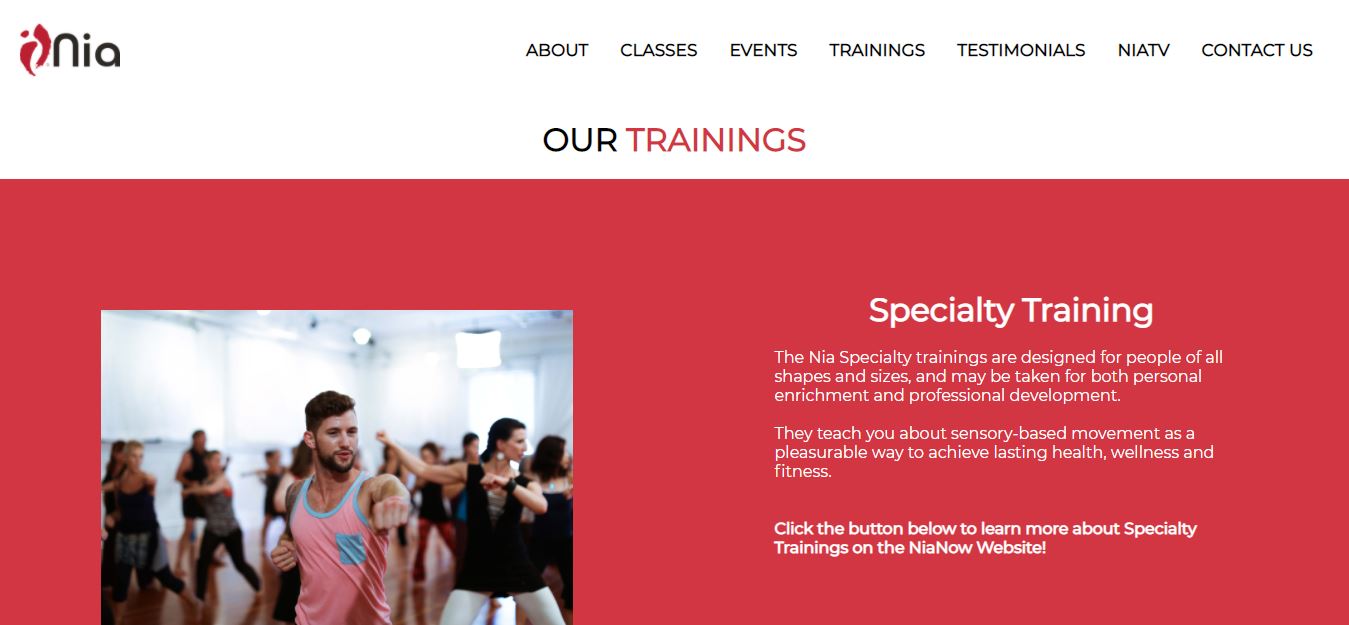 Nia
ABOUT CLASSES EVENTS TRAININGS TESTIMONIALS NIATV CONTACT US
OUR TRAININGS
Specialty Training
The Nia Specialty trainings are designed for people of all
shapes and sizes, and may be taken for both personal
enrichment and professional development.
They teach you about sensory-based movement as a
pleasurable way to achieve lasting health, wellness and
fitness.
Click the button below to learn more about Specialty
Trainings on the NiaNow Website!